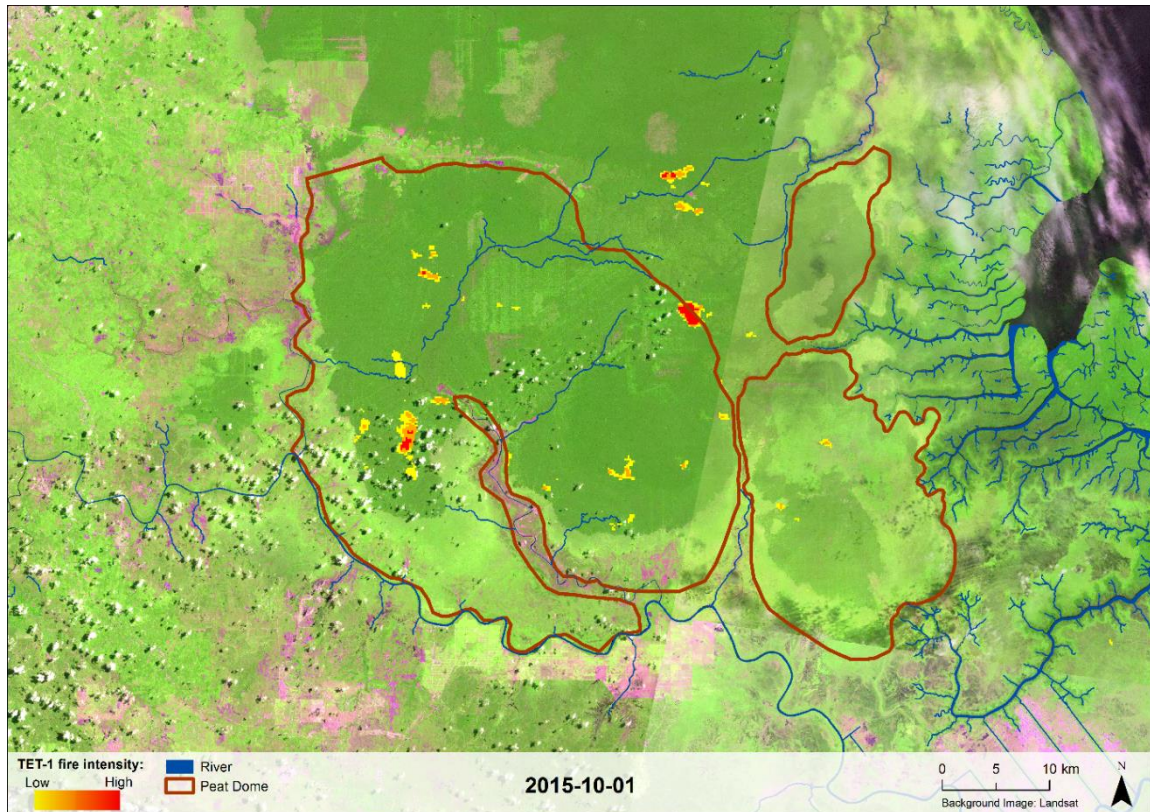 TET-1 fire intensity:
Low High
River
Peat Dome
2015-10-01
0 5 10 km
Background Image: Landsat
N